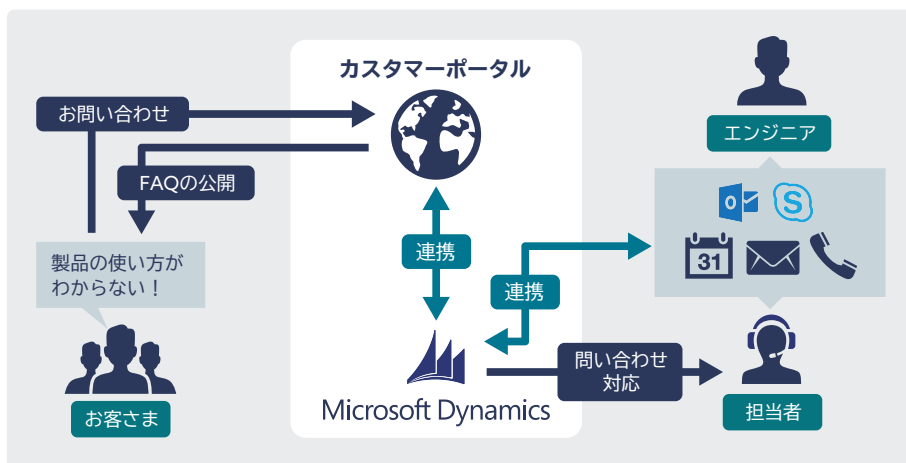 カスタマーポータル
お問い合わせ
FAQの公開
製品の使い方が
わからない！
お客さま
連携
連携
Microsoft Dynamics
問い合わせ
対応
エンジニア
O
S
31
担当者